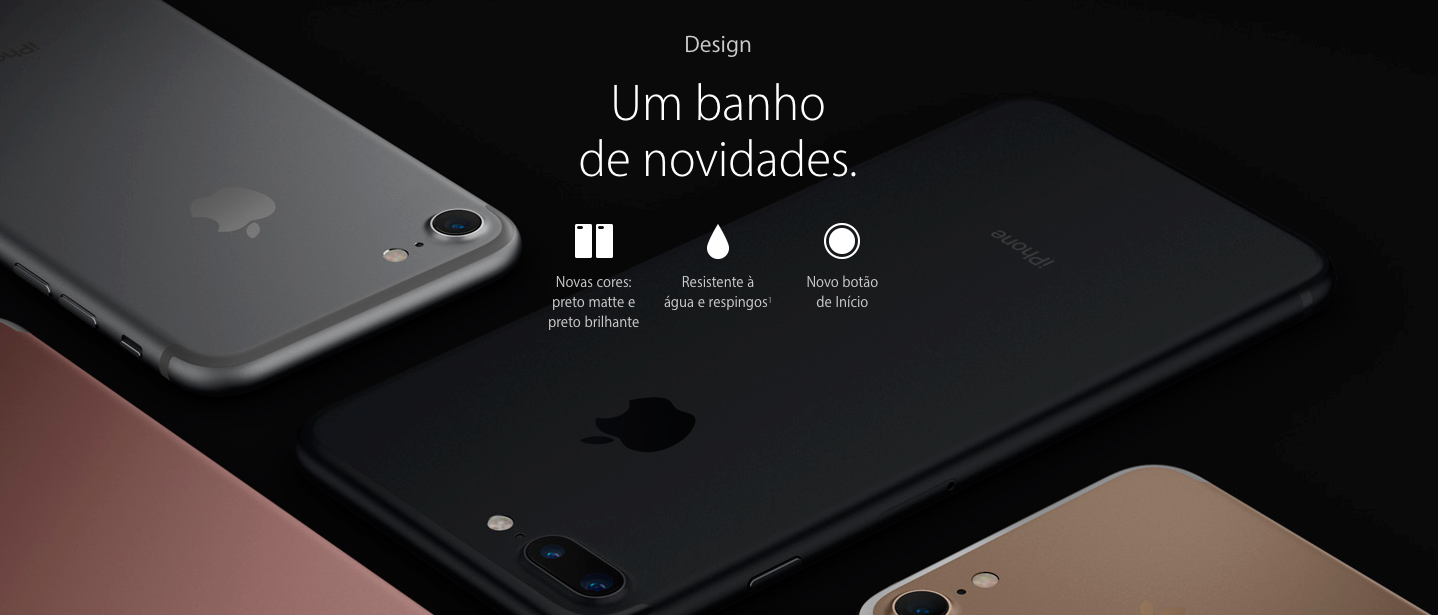 Design
Um banho
de novidades.
Novas cores:
preto matte e
preto brilhante
Resistente à
água e respingos¹
Novo botão
de Início
iPhone
iPhone